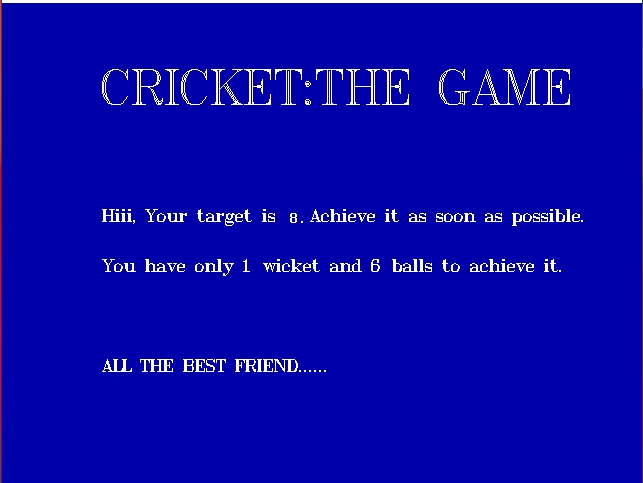 CRICKET:THE GAME
Hiii, Your target is 8. Achieve it as soon as possible.
You have only 1 wicket and 6 balls to achieve it.
ALL THE BEST FRIEND......